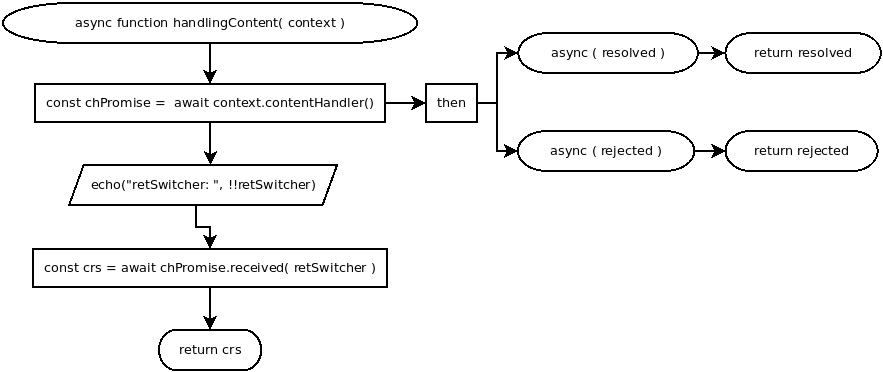 async function handlingContent( context )
const chPromise =  await context.contentHandler()
then
async ( resolved )
return resolved
async ( rejected )
return rejected
echo("retSwitcher: ", !!retSwitcher)
const crs = await chPromise.received( retSwitcher )
return crs